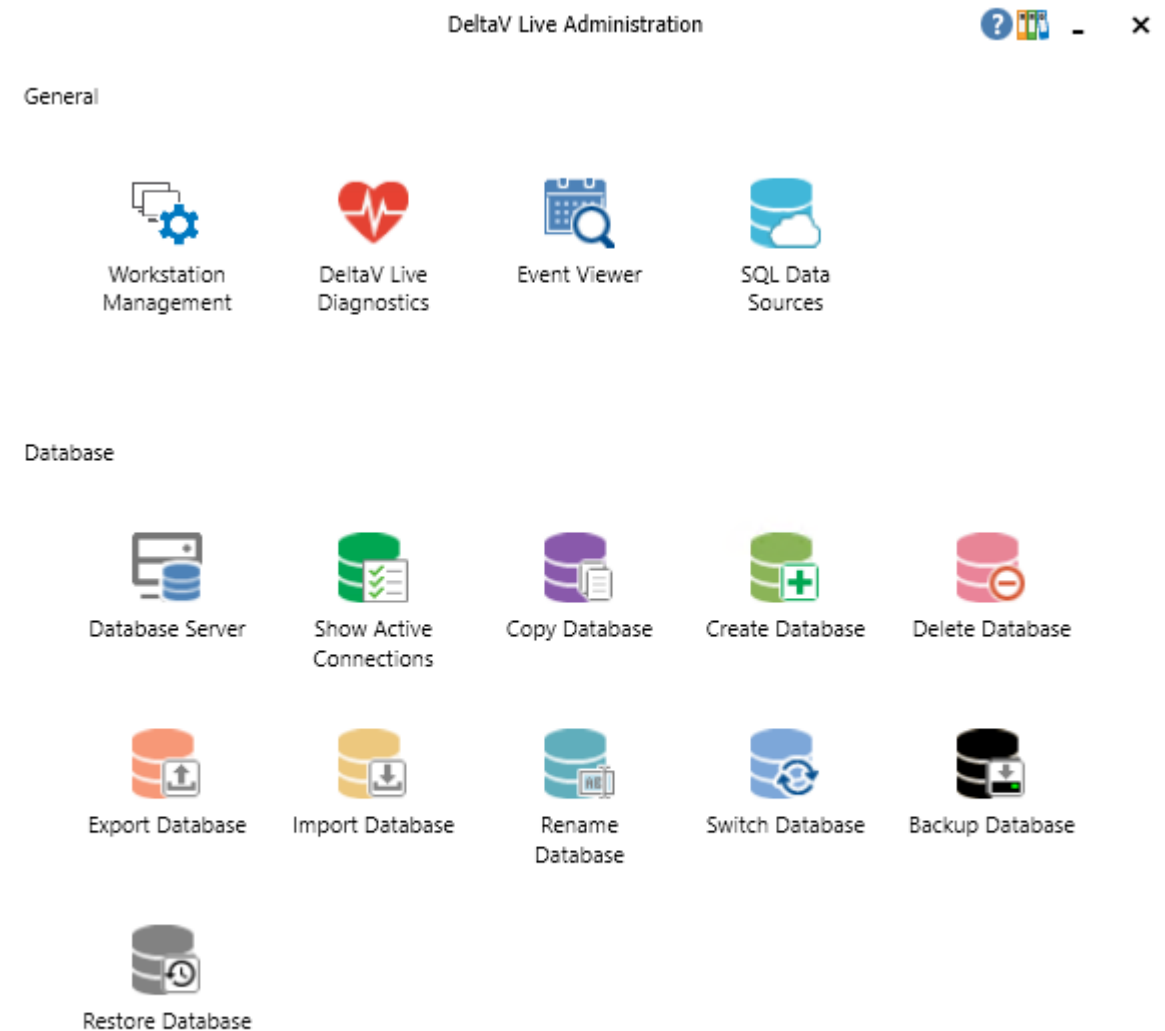 DeltaV Live Administration
General
Workstation
Management
DeltaV Live
Diagnostics
Event Viewer
SQL Data
Sources
Database
Database Server
Show Active
Connections
Copy Database
Create Database
Delete Database
Export Database
Import Database
Rename
Database
Switch Database
Backup Database
Restore Database